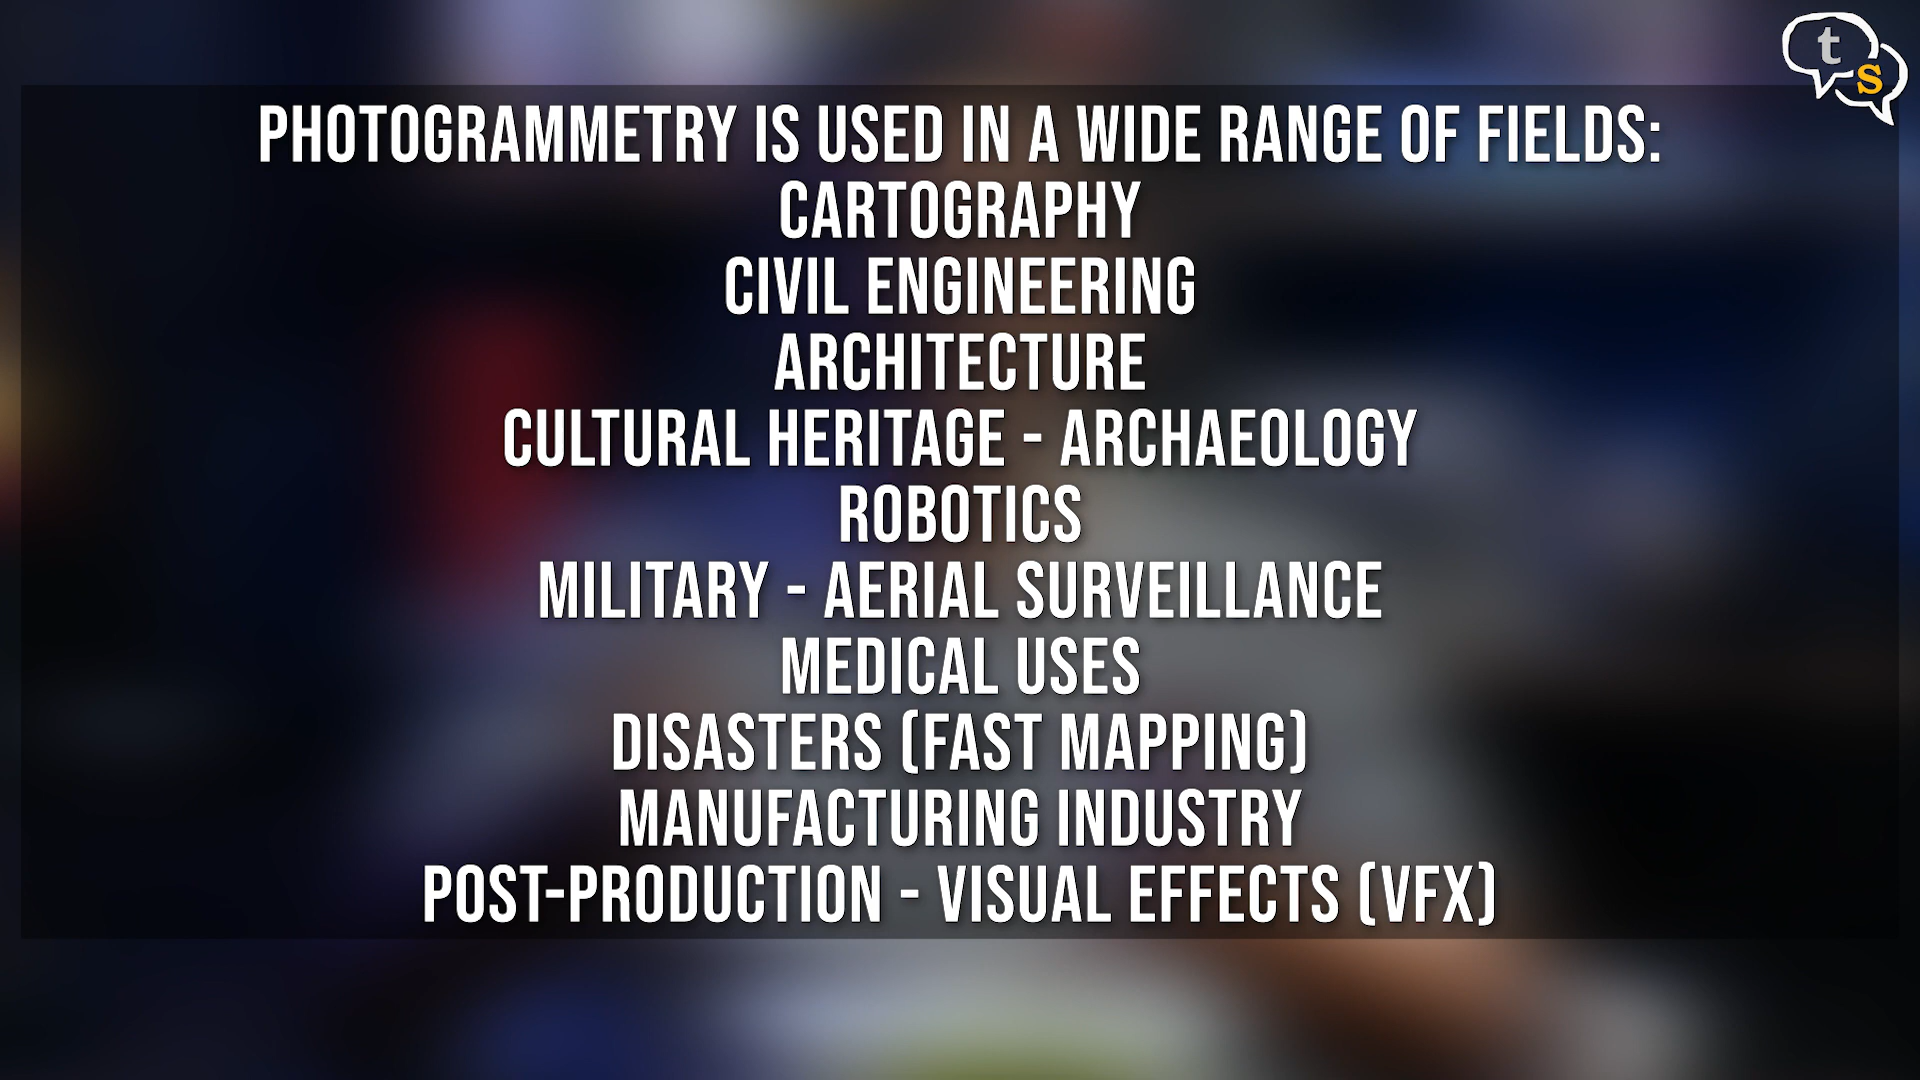 t
s
PHOTOGRAMMETRY IS USED IN A WIDE RANGE OF FIELDS:
CARTOGRAPHY
CIVIL ENGINEERING
ARCHITECTURE
CULTURAL HERITAGE - ARCHAEOLOGY
ROBOTICS
MILITARY - AERIAL SURVEILLANCE
MEDICAL USES
DISASTERS (FAST MAPPING)
MANUFACTURING INDUSTRY
POST-PRODUCTION - VISUAL EFFECTS (VFX)